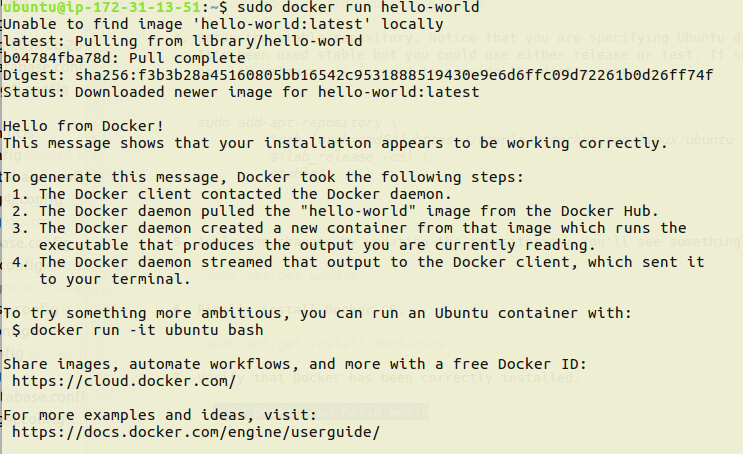 ubuntu@ip-172-31-13-51:~$ sudo docker run hello-world
Unable to find image 'hello-world:latest' locally
latest: Pulling from library/hello-world
b04784fba78d: Pull complete
Digest: sha256:f3b3b28a45160805bb16542c9531888519430e9e6d6ffc09d72261b0d26ff74f
Status: Downloaded newer image for hello-world:latest

Hello from Docker!
This message shows that your installation appears to be working correctly.

To generate this message, Docker took the following steps:
 1. The Docker client contacted the Docker daemon.
 2. The Docker daemon pulled the "hello-world" image from the Docker Hub.
 3. The Docker daemon created a new container from that image which runs the
    executable that produces the output you are currently reading.
 4. The Docker daemon streamed that output to the Docker client, which sent it
    to your terminal.

To try something more ambitious, you can run an Ubuntu container with:
 $ docker run -it ubuntu bash

Share images, automate workflows, and more with a free Docker ID:
 https://cloud.docker.com/

For more examples and ideas, visit:
 https://docs.docker.com/engine/userguide/